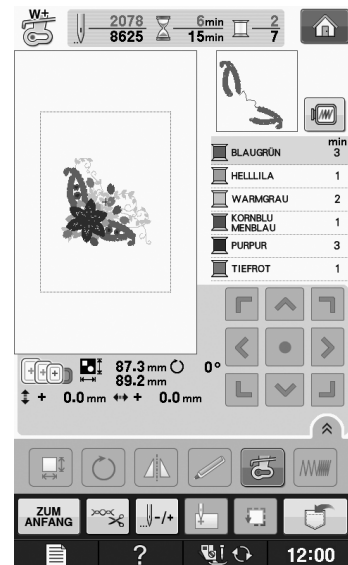 W+
2078 6min 2
8625 15min 7
min
BLAUGRÜN 3
HELLLILA 1
WARMGRAU 2
KORNBLU
MENBLAU 1
PURPUR 3
TIEFROT 1
87.3 mm 0°
89.2 mm
+ 0.0 mm + 0.0 mm
ZUM
ANFANG
-/+
? 12:00